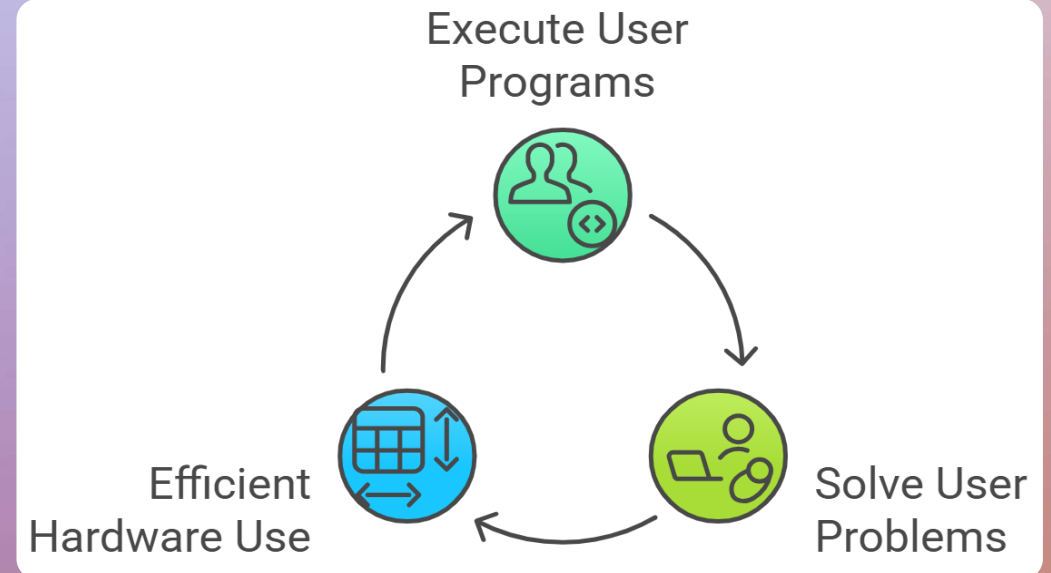 Execute User
Programs
Efficient
Hardware Use
Solve User
Problems